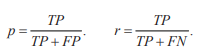 p = TP / (TP + FP).    r = TP / (TP + FN).